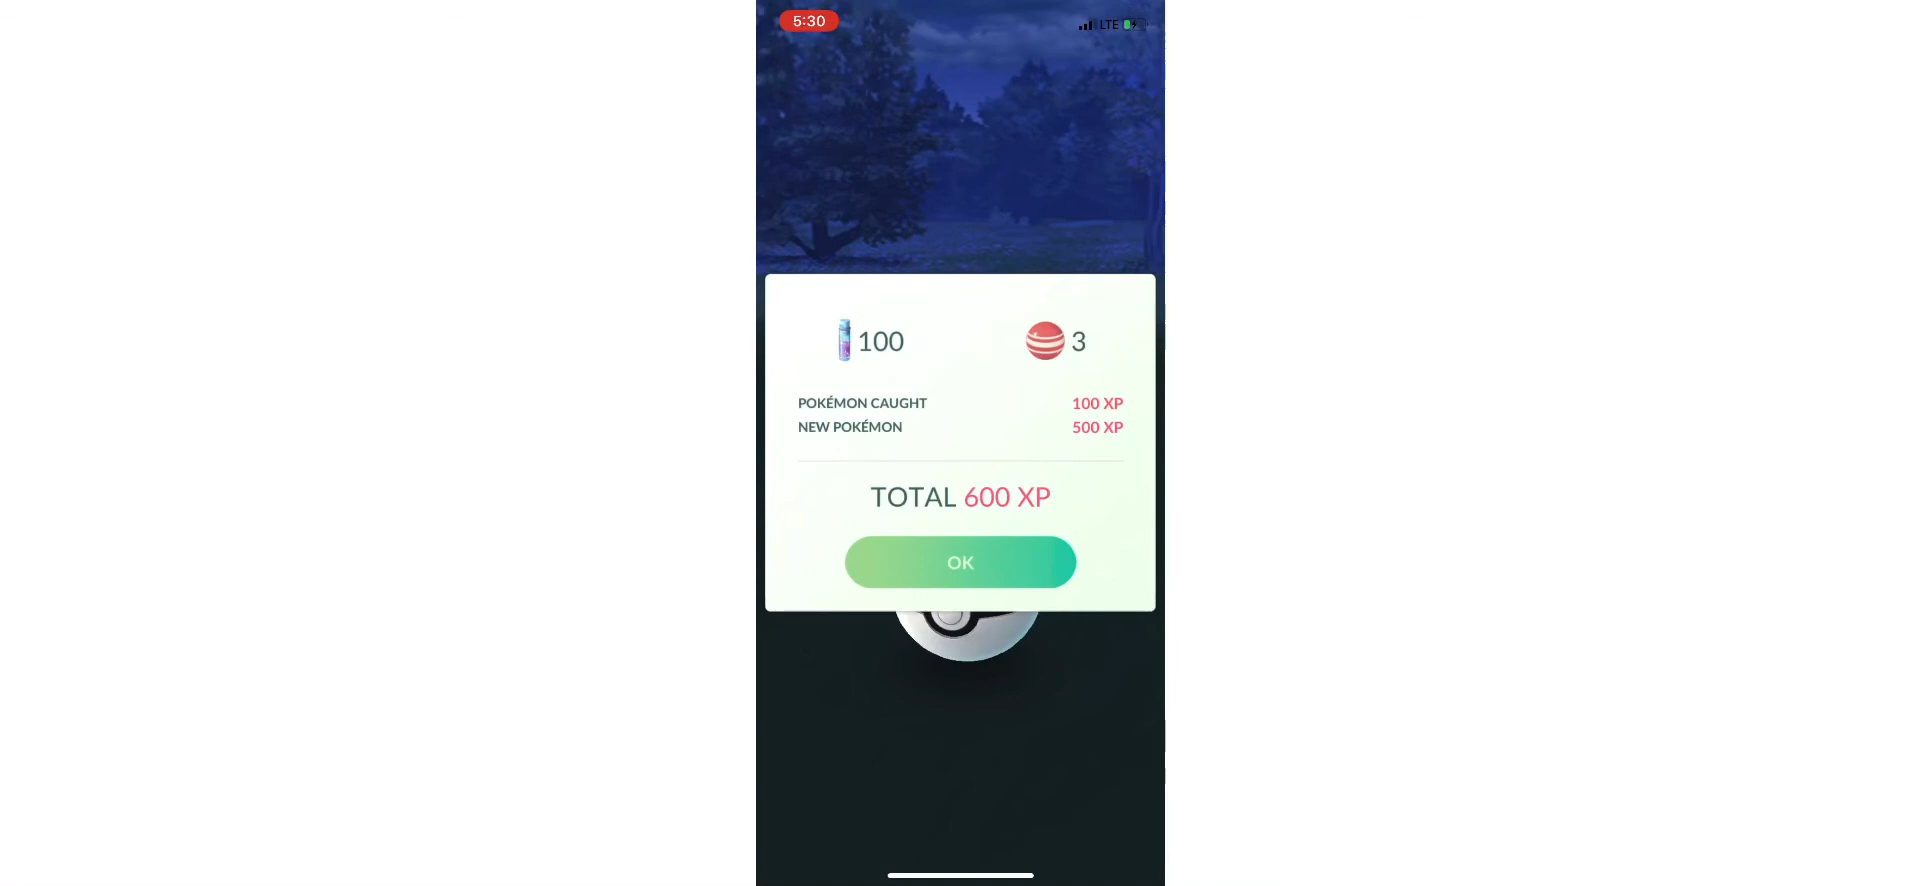 5:30
LTE
100
3
POKÉMON CAUGHT 100 XP
NEW POKÉMON 500 XP
TOTAL 600 XP
OK